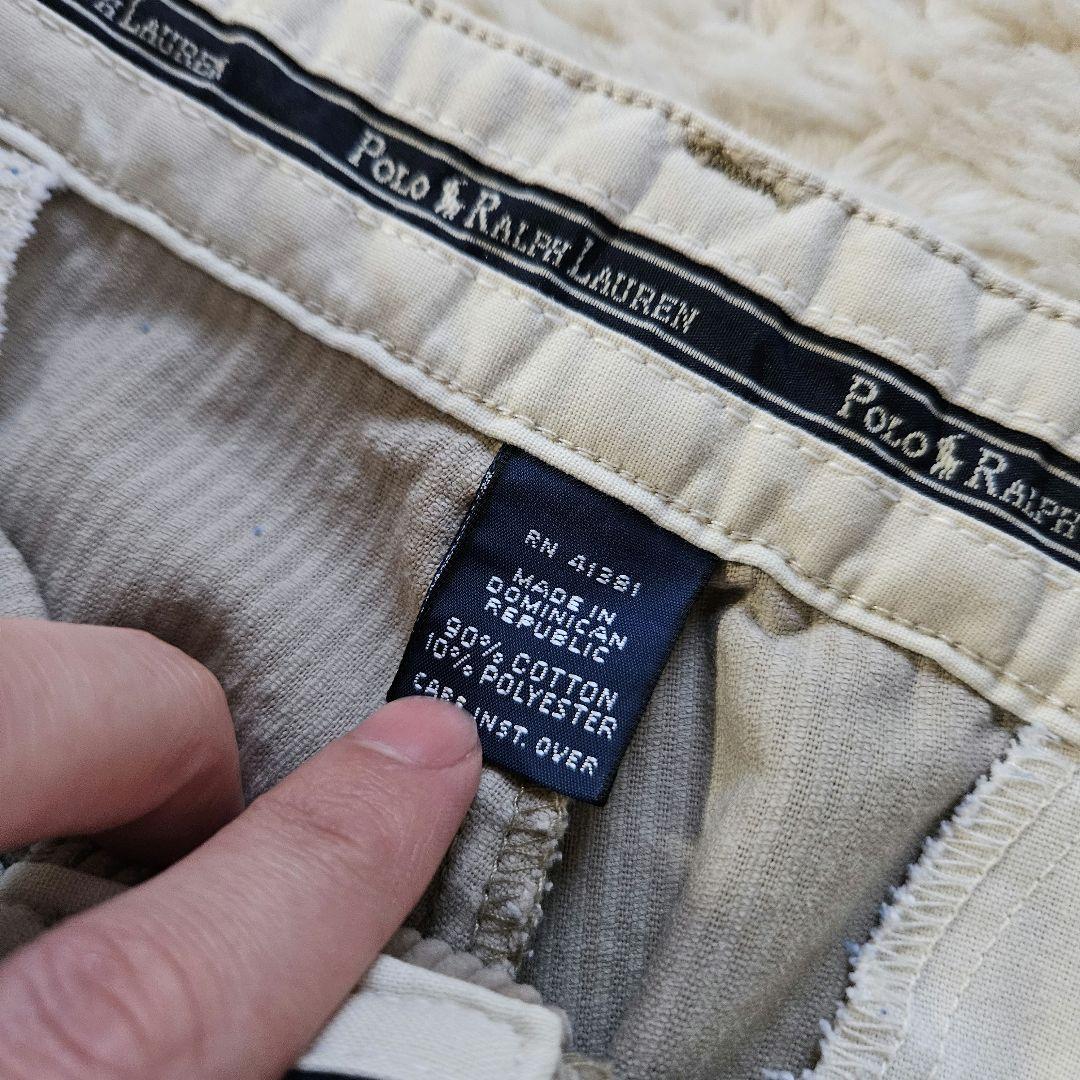 LAUREN
POLO RALPH LAUREN
POLO RALPH
RN 41381
MADE IN
DOMINICAN
REPUBLIC
90% COTTON
10% POLYESTER
CARE INST. OVER